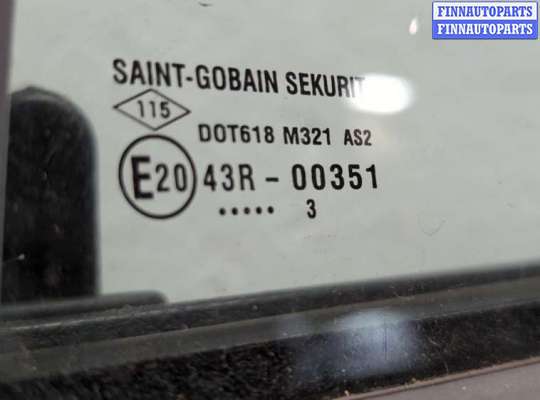 FINNAUTOPARTS
FINNAUTOPARTS
SAINT-GOBAIN SEKURIT
115
DOT618 M321 AS2
E20 43R - 00351
..... 3